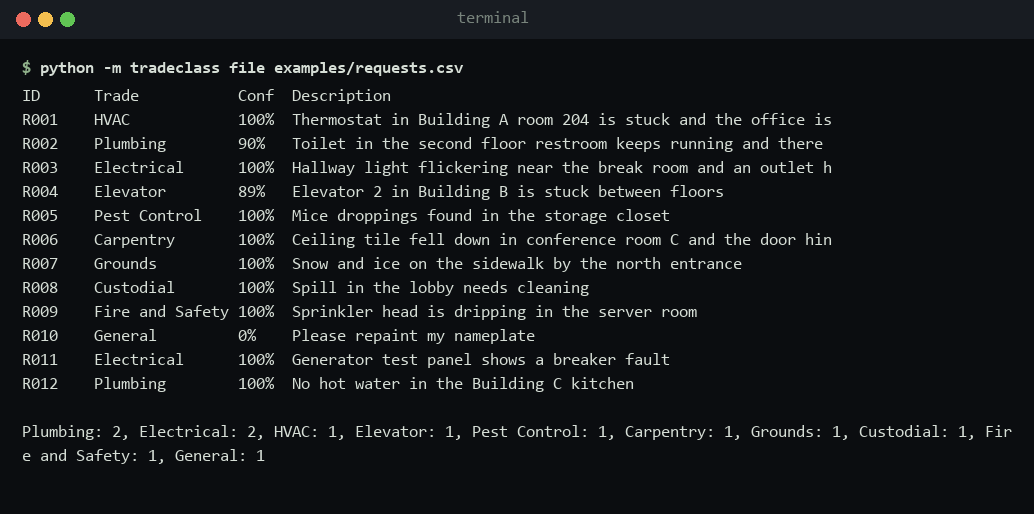 terminal
$ python -m tradeclass file examples/requests.csv
ID      Trade           Conf  Description
R001    HVAC            100%  Thermostat in Building A room 204 is stuck and the office is
R002    Plumbing        90%   Toilet in the second floor restroom keeps running and there
R003    Electrical      100%  Hallway light flickering near the break room and an outlet h
R004    Elevator        89%   Elevator 2 in Building B is stuck between floors
R005    Pest Control    100%  Mice droppings found in the storage closet
R006    Carpentry       100%  Ceiling tile fell down in conference room C and the door hin
R007    Grounds         100%  Snow and ice on the sidewalk by the north entrance
R008    Custodial       100%  Spill in the lobby needs cleaning
R009    Fire and Safety 100%  Sprinkler head is dripping in the server room
R010    General         0%    Please repaint my nameplate
R011    Electrical      100%  Generator test panel shows a breaker fault
R012    Plumbing        100%  No hot water in the Building C kitchen
Plumbing: 2, Electrical: 2, HVAC: 1, Elevator: 1, Pest Control: 1, Carpentry: 1, Grounds: 1, Custodial: 1, Fir
e and Safety: 1, General: 1